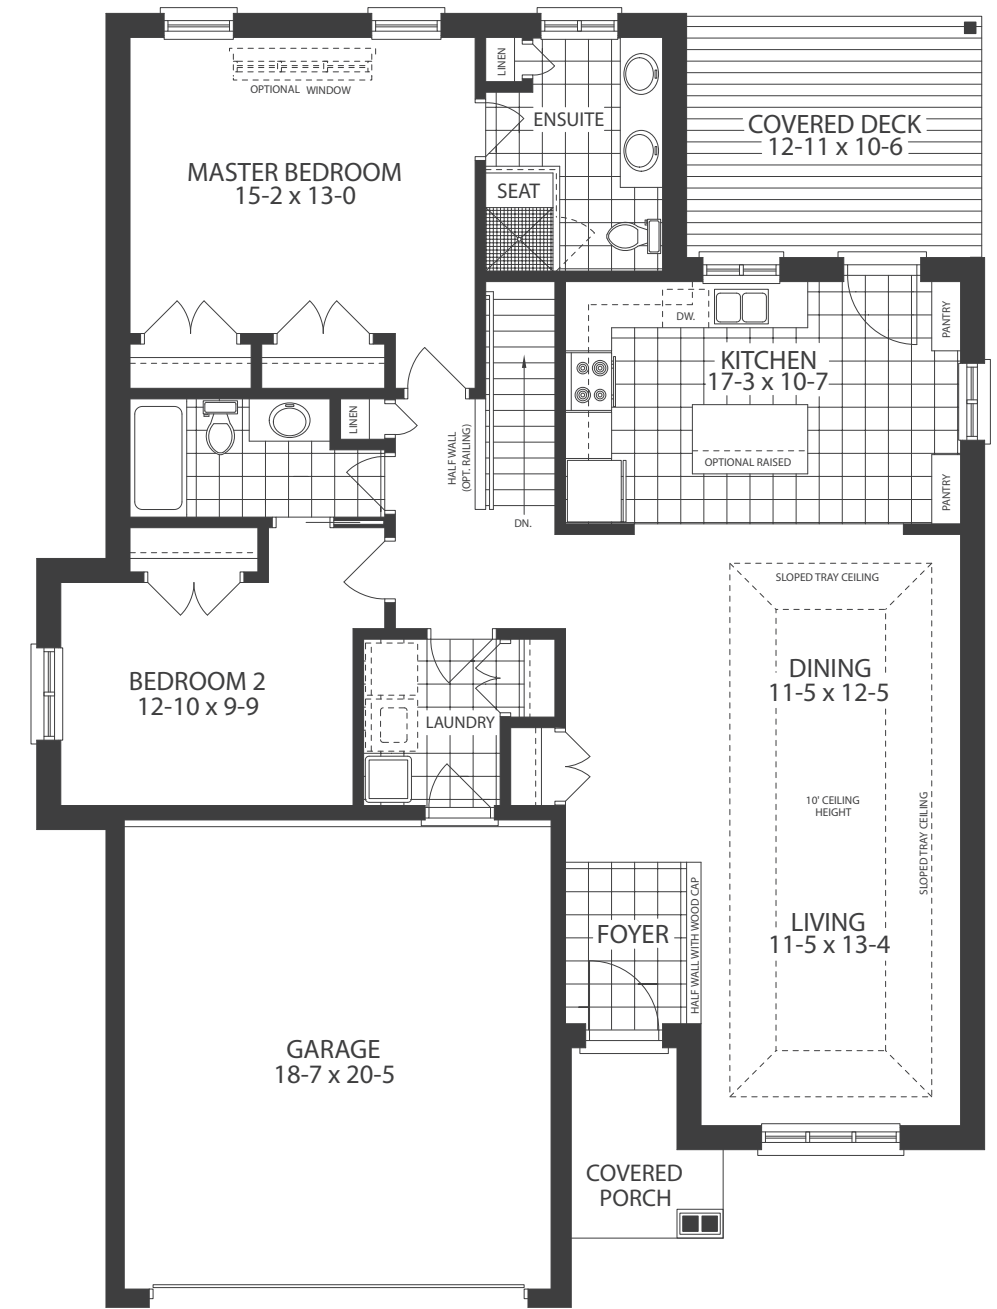 LINEN
OPTIONAL WINDOW
ENSUITE
COVERED DECK
12-11 x 10-6
MASTER BEDROOM
15-2 x 13-0
SEAT
DW.
PANTRY
KITCHEN
17-3 x 10-7
LINEN
HALF WALL
(OPT. RAILING)
OPTIONAL RAISED
PANTRY
DN.
SLOPED TRAY CEILING
DINING
11-5 x 12-5
BEDROOM 2
12-10 x 9-9
LAUNDRY
10' CEILING
HEIGHT
SLOPED TRAY CEILING
HALF WALL WITH WOOD CAP
LIVING
11-5 x 13-4
FOYER
GARAGE
18-7 x 20-5
COVERED
PORCH